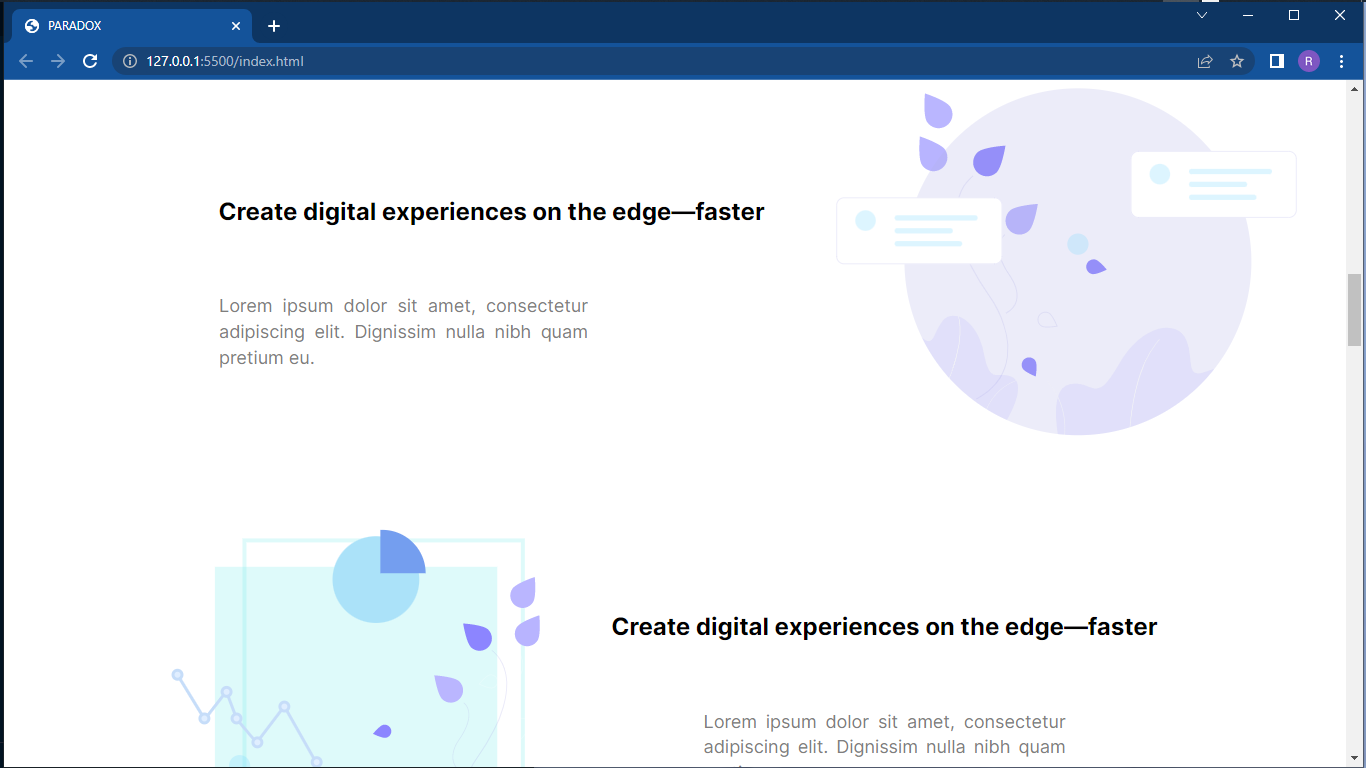 PARADOX
127.0.0.1:5500/index.html
R
Create digital experiences on the edge—faster
Lorem ipsum dolor sit amet, consectetur
adipiscing elit. Dignissim nulla nibh quam
pretium eu.
Create digital experiences on the edge—faster
Lorem ipsum dolor sit amet, consectetur
adipiscing elit. Dignissim nulla nibh quam